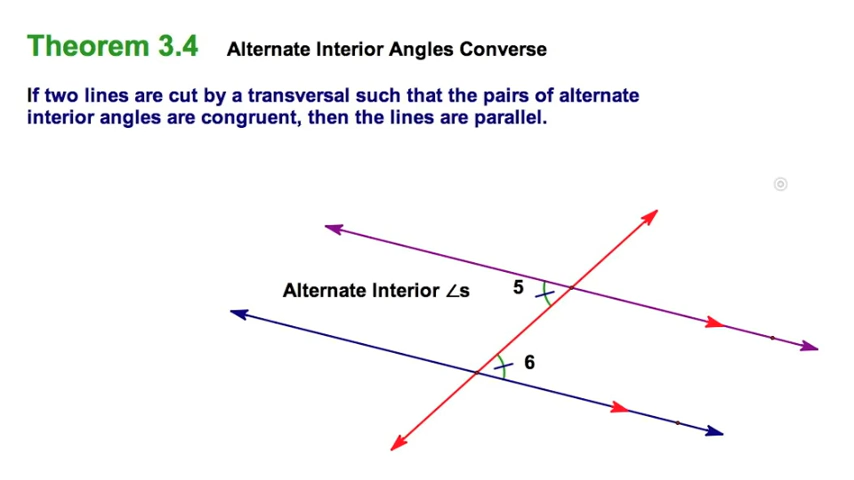 Theorem 3.4 Alternate Interior Angles Converse
If two lines are cut by a transversal such that the pairs of alternate
interior angles are congruent, then the lines are parallel.
Alternate Interior ∠s 5
6